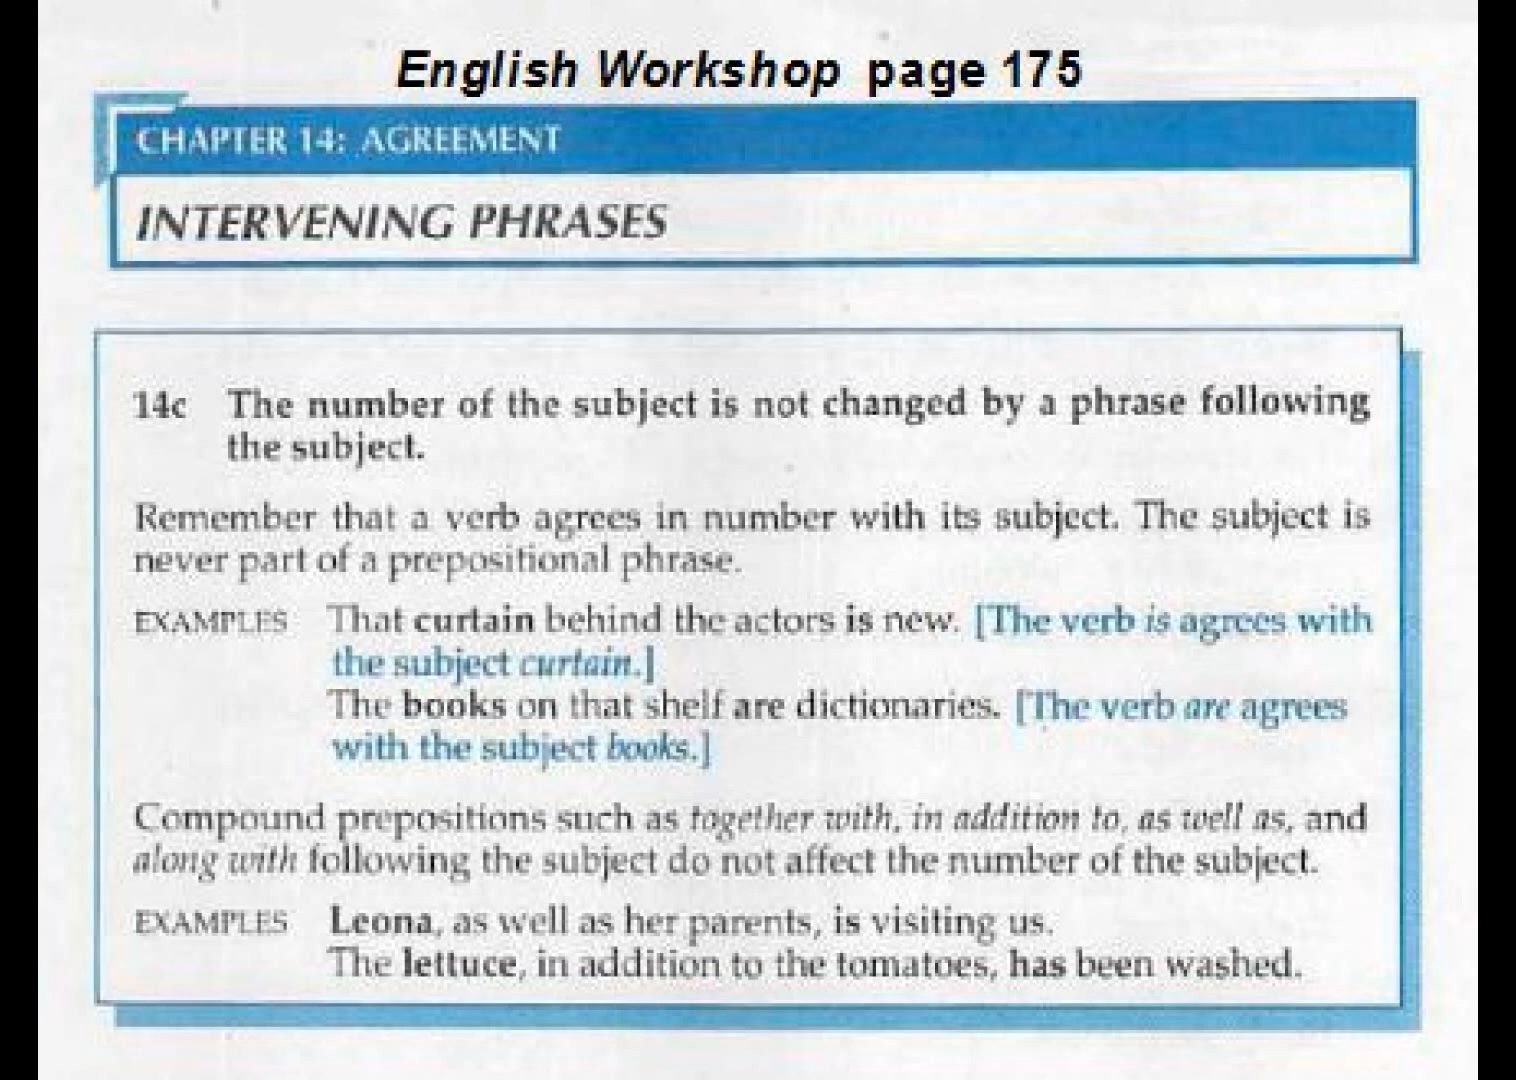 English Workshop page 175
CHAPTER 14: AGREEMENT
INTERVENING PHRASES
14c The number of the subject is not changed by a phrase following
the subject.
Remember that a verb agrees in number with its subject. The subject is
never part of a prepositional phrase.
EXAMPLES That curtain behind the actors is new. [The verb is agrees with
the subject curtain.]
The books on that shelf are dictionaries. [The verb are agrees
with the subject books.]
Compound prepositions such as together with, in addition to, as well as, and
along with following the subject do not affect the number of the subject.
EXAMPLES Leona, as well as her parents, is visiting us.
The lettuce, in addition to the tomatoes, has been washed.